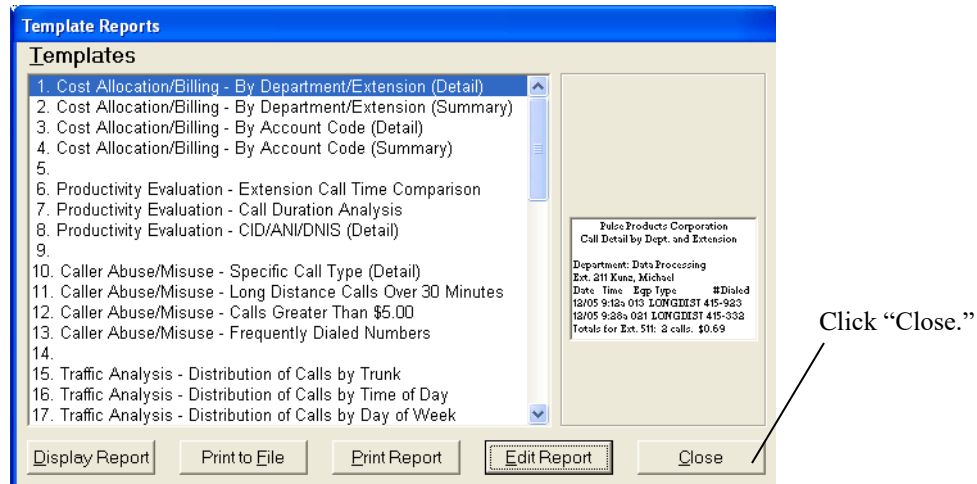 Template Reports
Templates
1. Cost Allocation/Billing - By Department/Extension (Detail)
2. Cost Allocation/Billing - By Department/Extension (Summary)
3. Cost Allocation/Billing - By Account Code (Detail)
4. Cost Allocation/Billing - By Account Code (Summary)
5.
6. Productivity Evaluation - Extension Call Time Comparison
7. Productivity Evaluation - Call Duration Analysis
8. Productivity Evaluation - CID/ANI/DNIS (Detail)
9.
10. Caller Abuse/Misuse - Specific Call Type (Detail)
11. Caller Abuse/Misuse - Long Distance Calls Over 30 Minutes
12. Caller Abuse/Misuse - Calls Greater Than $5.00
13. Caller Abuse/Misuse - Frequently Dialed Numbers
14.
15. Traffic Analysis - Distribution of Calls by Trunk
16. Traffic Analysis - Distribution of Calls by Time of Day
17. Traffic Analysis - Distribution of Calls by Day of Week
Pulse Products Corporation
Call Detail by Dept. and Extension
Department: Data Processing
Ext. 211 Kunz, Michael
Date Time Eqp Type #Dialed
12/05 9:12a 013 LONGDIST 415-923
12/05 9:28a 021 LONGDIST 415-332
Totals for Ext. 511: 2 calls. $0.69
Click “Close.”
Display Report Print to File Print Report Edit Report Close